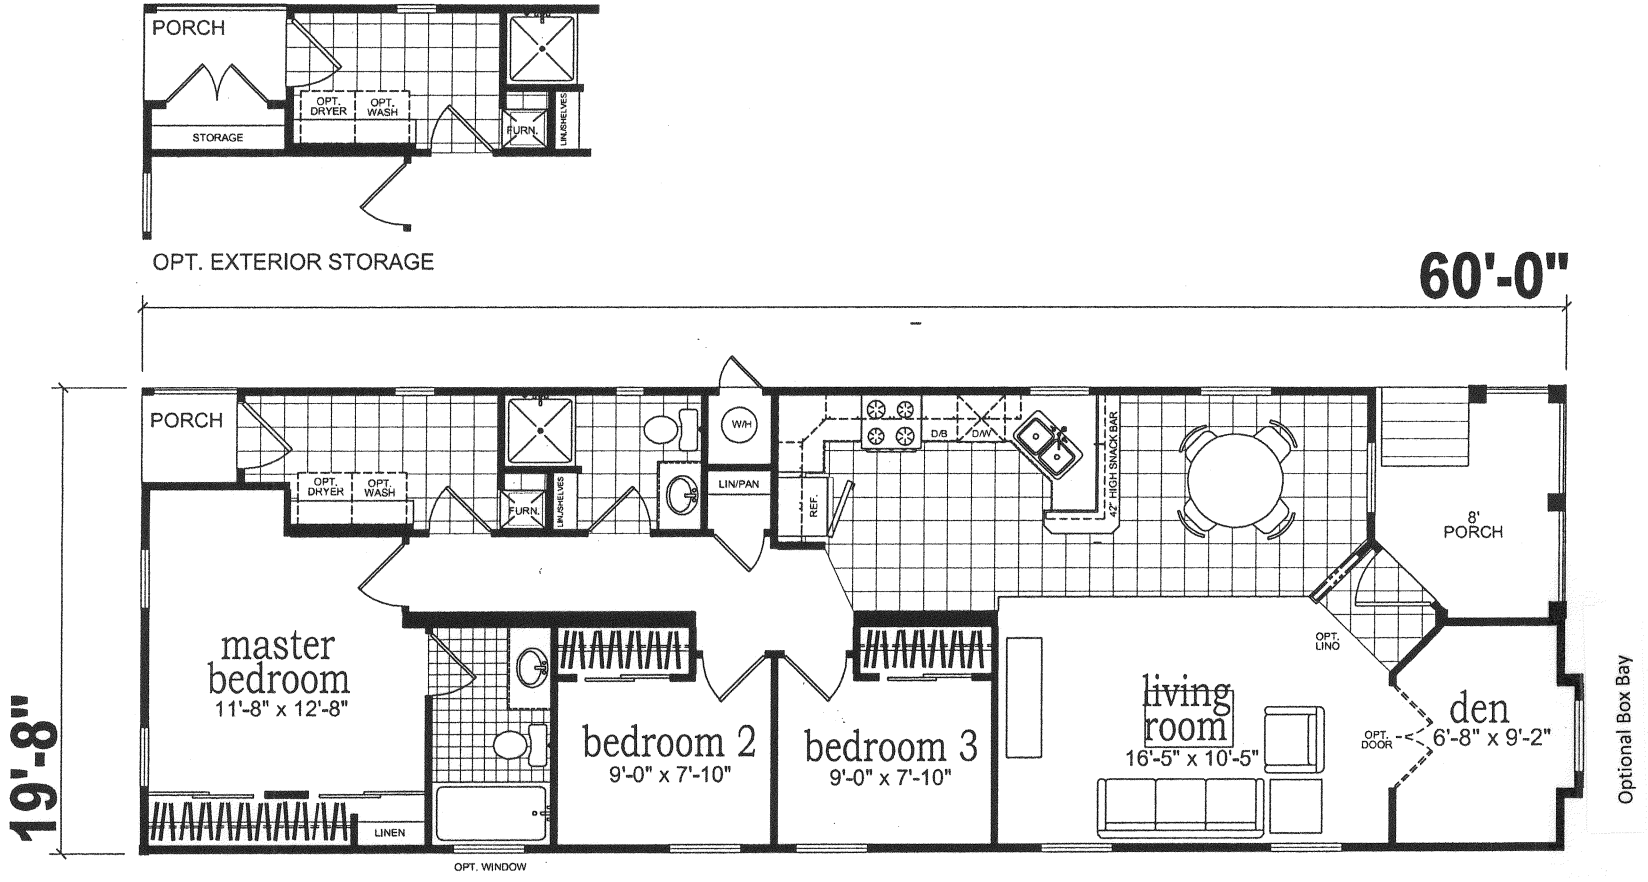 PORCH
OPT. DRYER
OPT. WASH
STORAGE
FURN.
LIN./SHELVES
OPT. EXTERIOR STORAGE
60'-0"
19'-8"
PORCH
OPT. DRYER
OPT. WASH
FURN.
LIN./SHELVES
W/H
LIN/PAN
REF.
D/B
D/W
42" HIGH SNACK BAR
8'
PORCH
master
bedroom
11'-8" x 12'-8"
LINEN
OPT. WINDOW
bedroom 2
9'-0" x 7'-10"
bedroom 3
9'-0" x 7'-10"
living
room
16'-5" x 10'-5"
OPT.
LINO
OPT.
DOOR
den
6'-8" x 9'-2"
Optional Box Bay